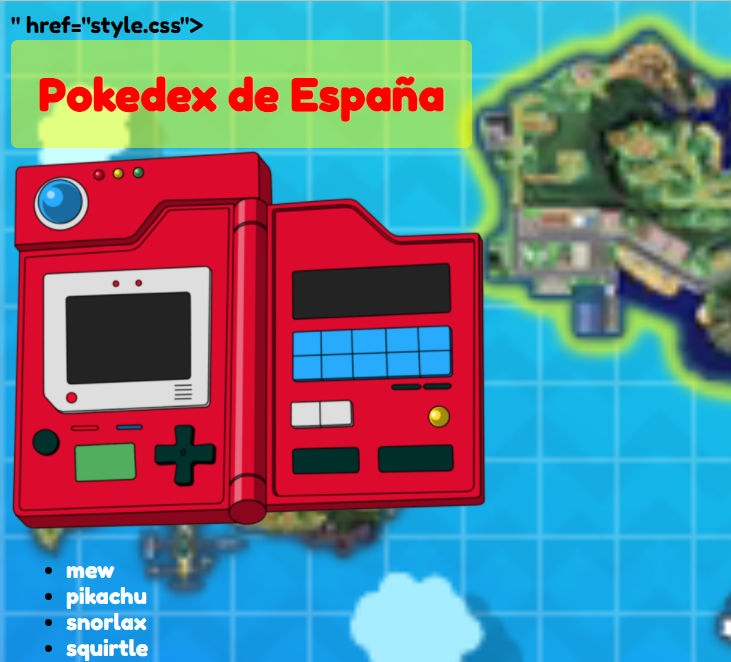 " href="style.css">
Pokedex de España
mew
pikachu
snorlax
squirtle